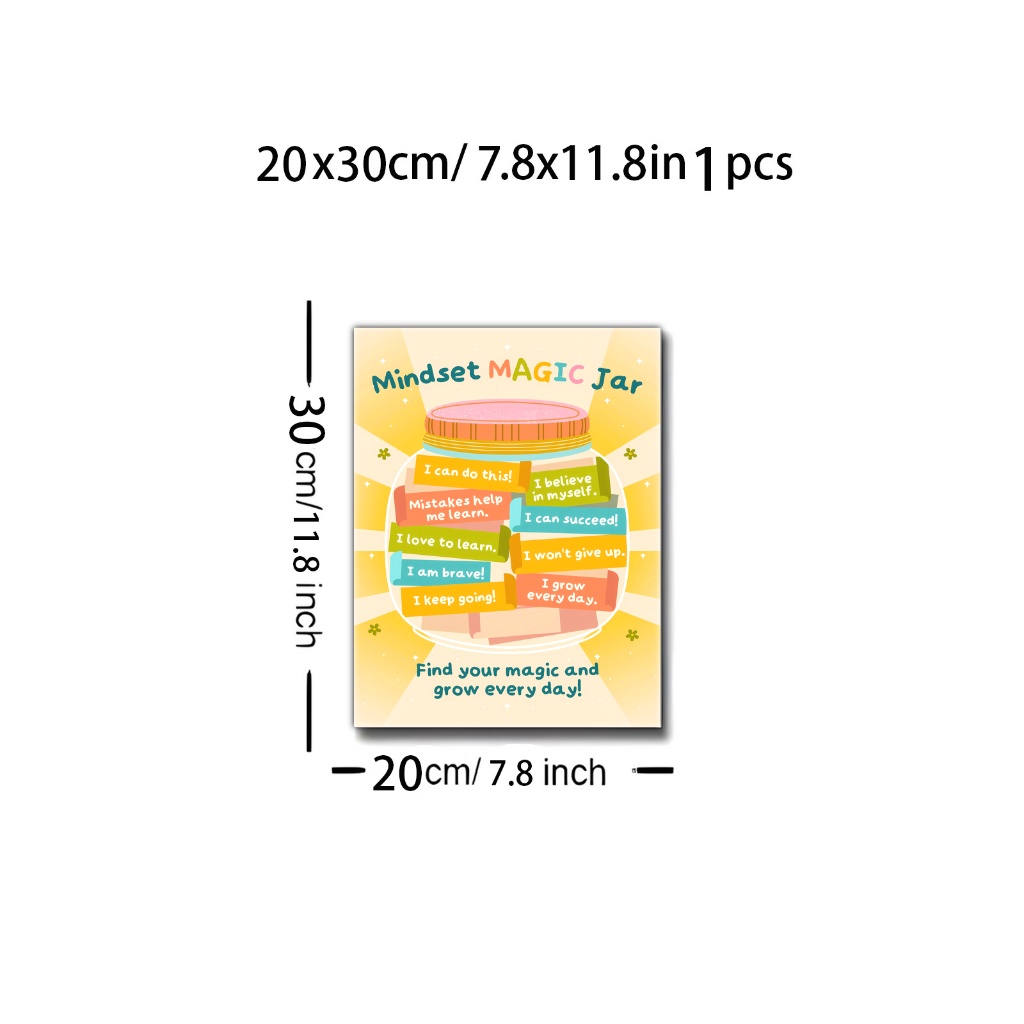 20x30cm/ 7.8x11.8in 1 pcs
30cm/11.8 inch
Mindset MAGIC Jar
I can do this!
I believe
in myself.
Mistakes help
me learn.
I can succeed!
I love to learn.
I won't give up.
I am brave!
I grow
every day.
I keep going!
Find your magic and
grow every day!
20cm/ 7.8 inch